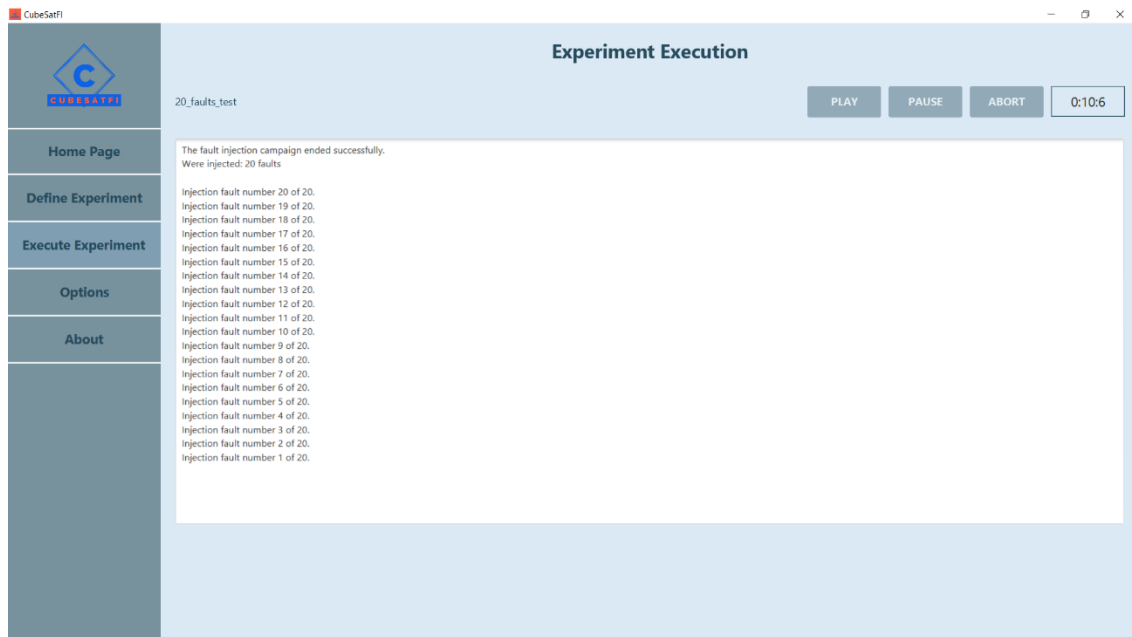 CubeSatFI
C
CUBESATFI
Home Page
Define Experiment
Execute Experiment
Options
About
Experiment Execution
20_faults_test
PLAY PAUSE ABORT 0:10:6
The fault injection campaign ended successfully.
Were injected: 20 faults
Injection fault number 20 of 20.
Injection fault number 19 of 20.
Injection fault number 18 of 20.
Injection fault number 17 of 20.
Injection fault number 16 of 20.
Injection fault number 15 of 20.
Injection fault number 14 of 20.
Injection fault number 13 of 20.
Injection fault number 12 of 20.
Injection fault number 11 of 20.
Injection fault number 10 of 20.
Injection fault number 9 of 20.
Injection fault number 8 of 20.
Injection fault number 7 of 20.
Injection fault number 6 of 20.
Injection fault number 5 of 20.
Injection fault number 4 of 20.
Injection fault number 3 of 20.
Injection fault number 2 of 20.
Injection fault number 1 of 20.